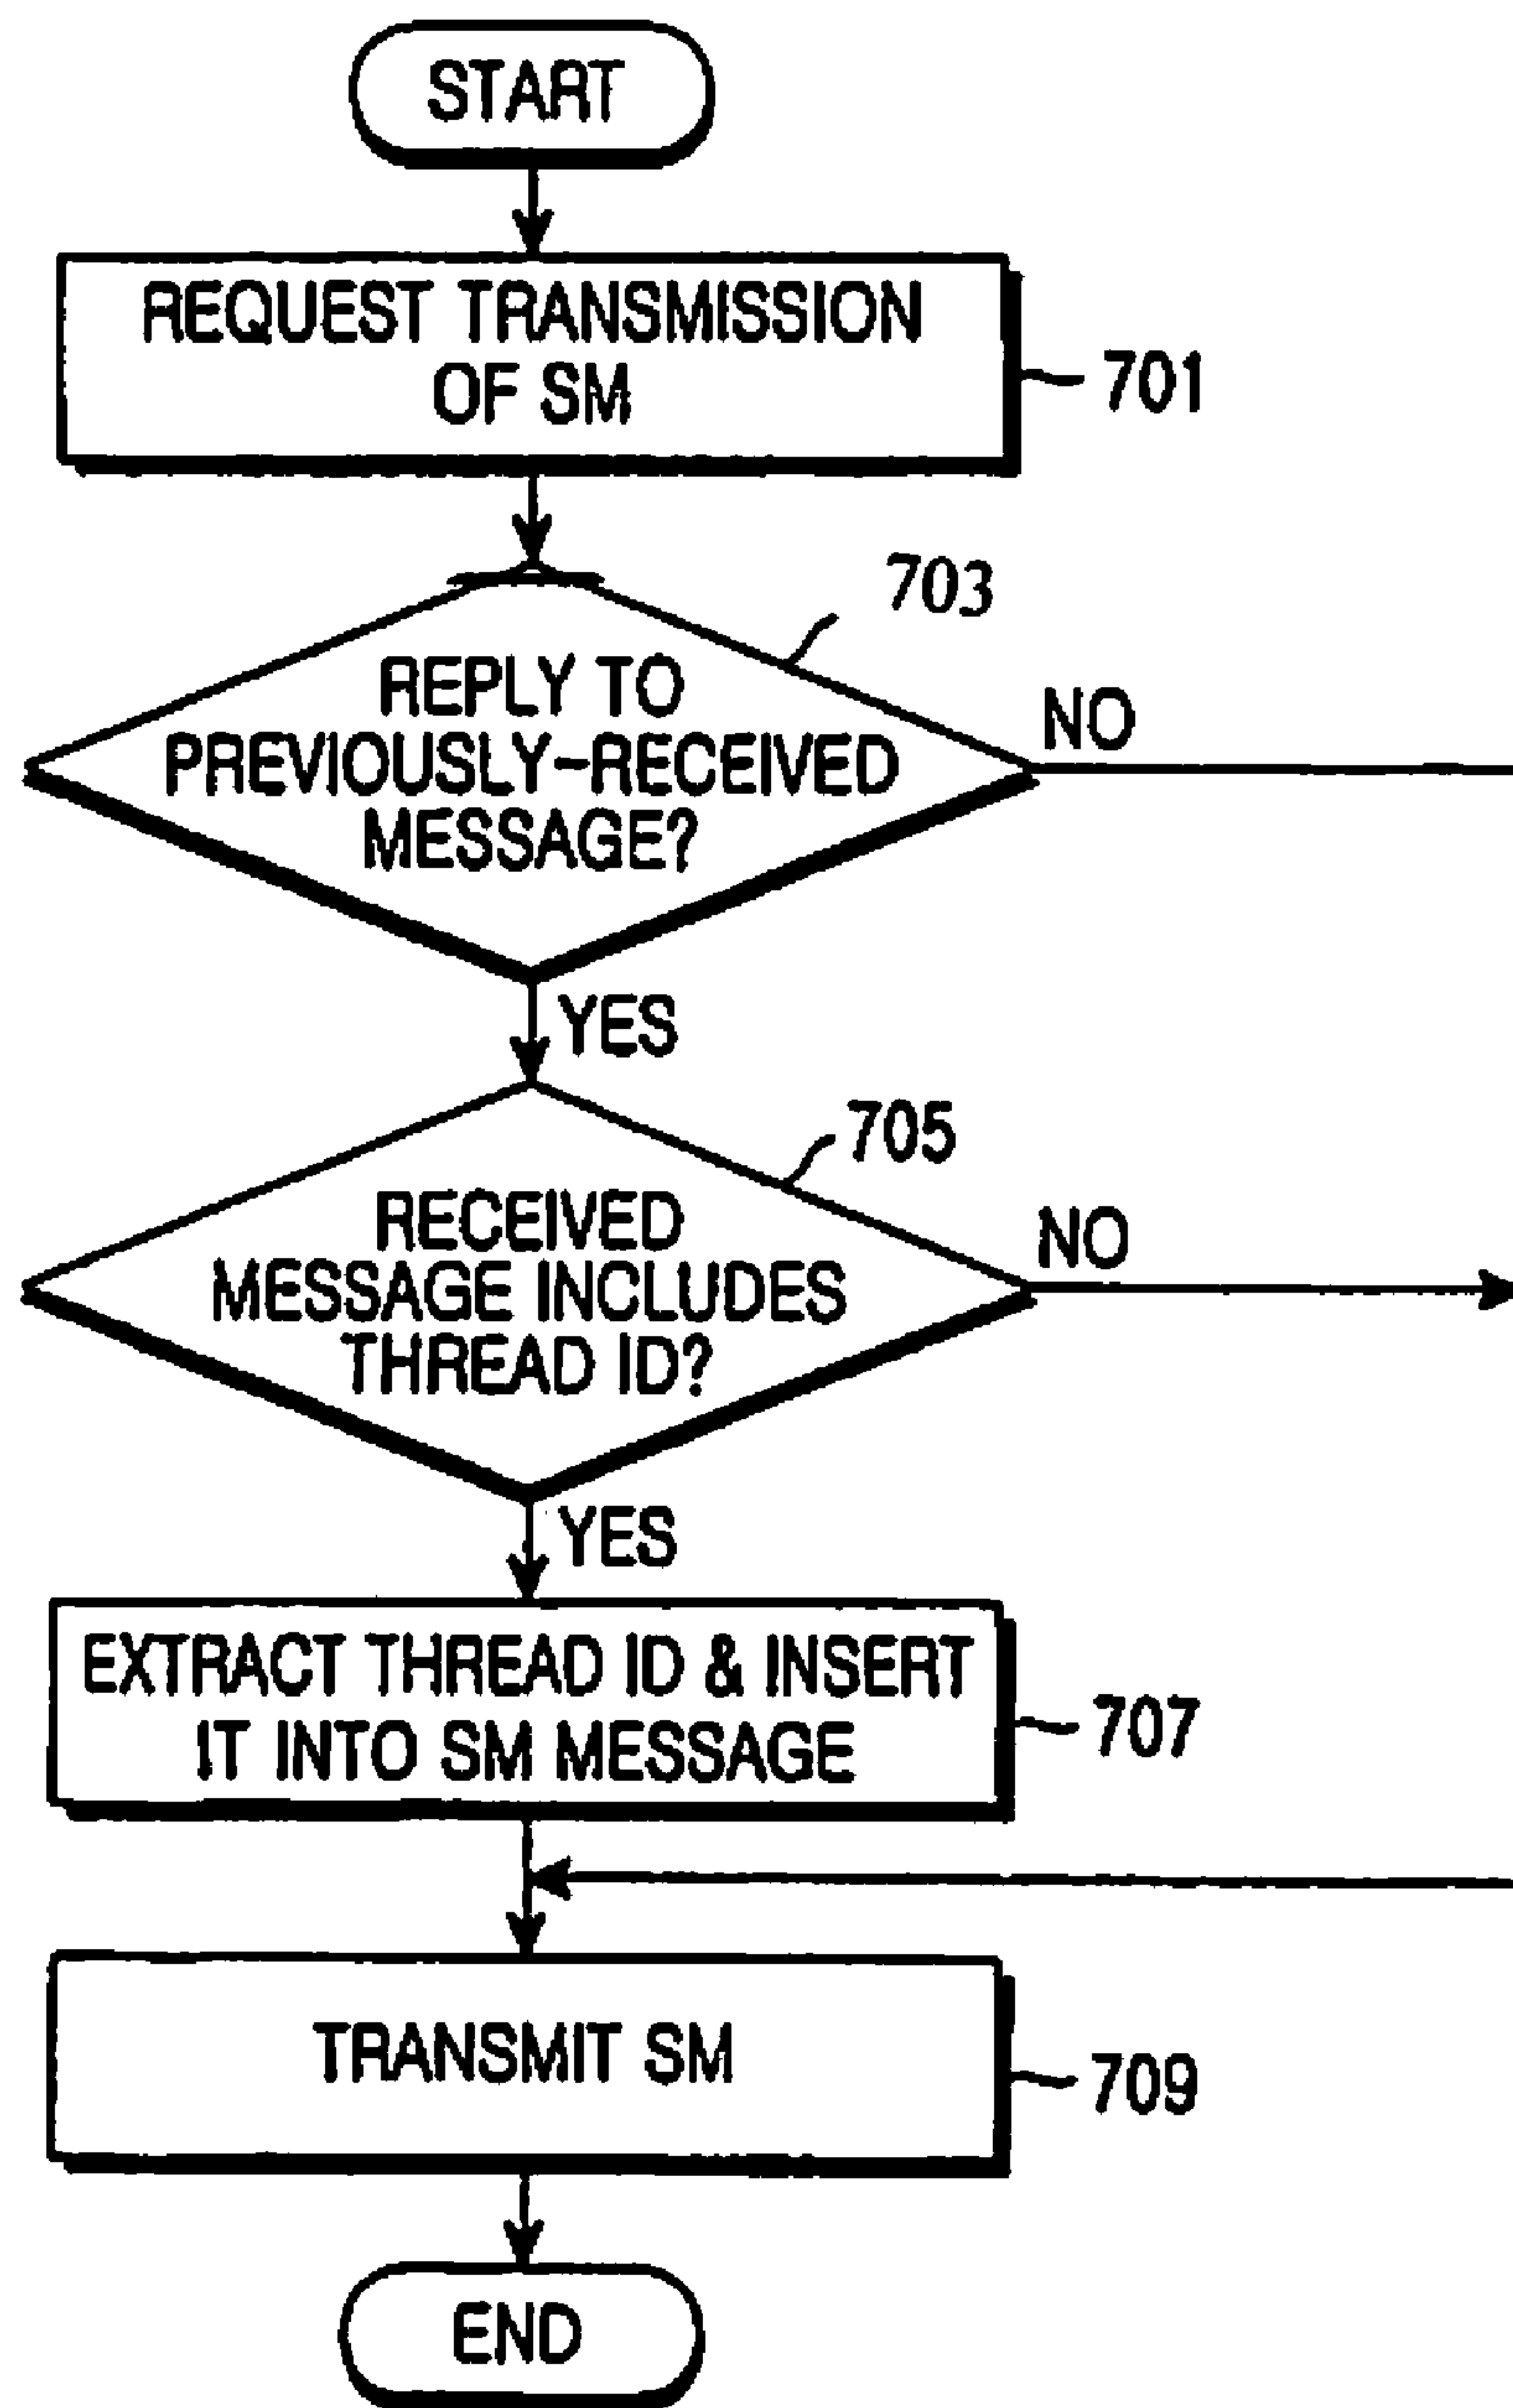 START
REQUEST TRANSMISSION
OF SM
701
703
REPLY TO
PREVIOUSLY-RECEIVED
MESSAGE?
NO
YES
705
RECEIVED
MESSAGE INCLUDES
THREAD ID?
NO
YES
EXTRACT THREAD ID & INSERT
IT INTO SM MESSAGE
707
TRANSMIT SM
709
END